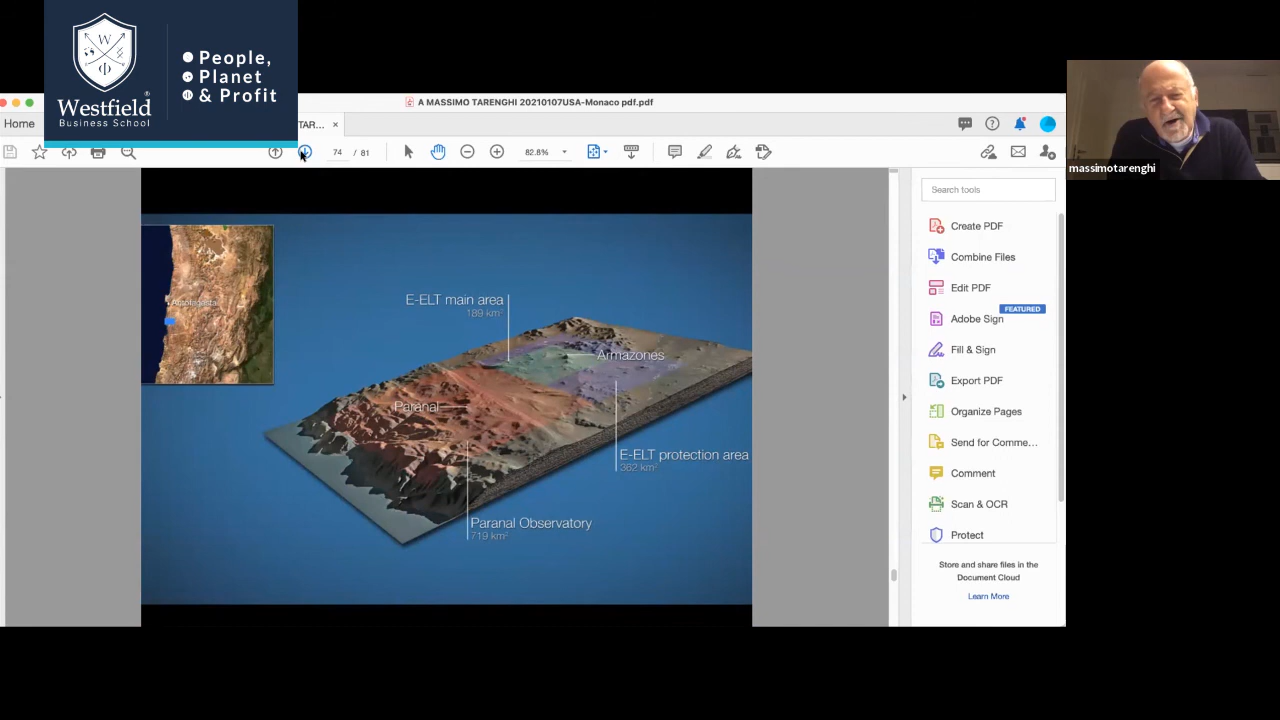 W
Φ
Westfield®
Business School
People,
Planet
& Profit
A MASSIMO TARENGHI 20210107USA-Monaco pdf.pdf
Home
TAR...
74 / 81
82.8%
massimotarenghi
Search tools
Create PDF
Combine Files
Edit PDF
FEATURED
Adobe Sign
Fill & Sign
Export PDF
Organize Pages
Send for Comme...
Comment
Scan & OCR
Protect
Store and share files in the
Document Cloud
Learn More
Antofagasta
E-ELT main area
189 km²
Armazones
Paranal
E-ELT protection area
362 km²
Paranal Observatory
719 km²